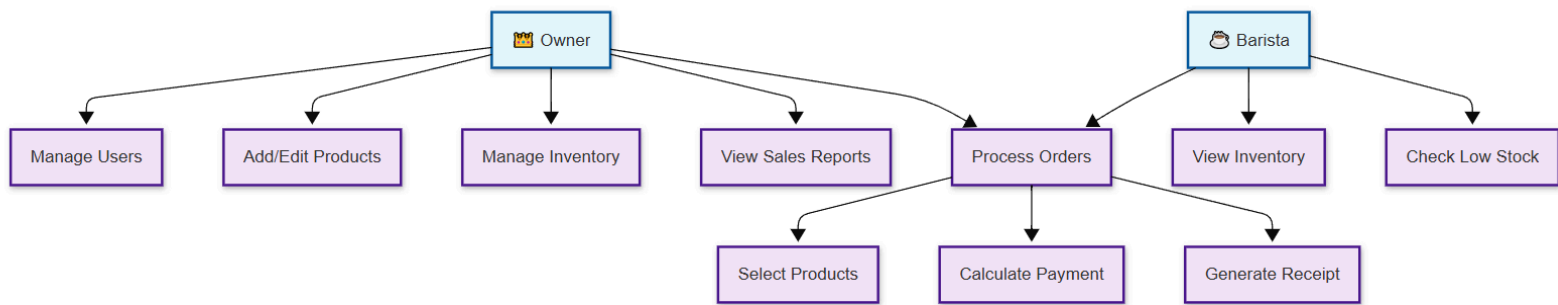 👑 Owner
☕ Barista
Manage Users
Add/Edit Products
Manage Inventory
View Sales Reports
Process Orders
View Inventory
Check Low Stock
Select Products
Calculate Payment
Generate Receipt